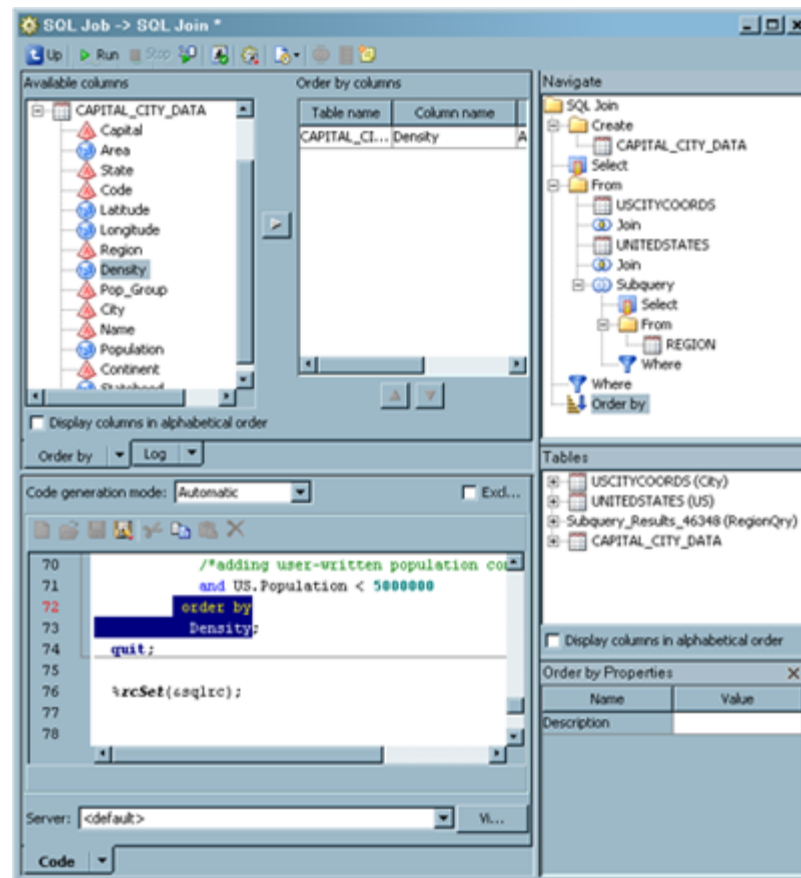 SQL Job -> SQL Join *
Up Run Stop
Available columns
CAPITAL_CITY_DATA
Capital
Area
State
Code
Latitude
Longitude
Region
Density
Pop_Group
City
Name
Population
Continent
Statehood
Display columns in alphabetical order
Order by columns
Table name Column name
CAPITAL_CI... Density A
Order by Log
Code generation mode: Automatic Excl...
70 /*adding user-written population co
71 and US.Population < 5000000
72 order by
73 Density;
74 quit;
75
76 %rcSet(&sqlrc);
77
78
Server: <default> Vi...
Code
Navigate
SQL Join
Create
CAPITAL_CITY_DATA
Select
From
USCITYCOORDS
Join
UNITEDSTATES
Join
Subquery
Select
From
REGION
Where
Where
Order by
Tables
USCITYCOORDS (City)
UNITEDSTATES (US)
Subquery_Results_46348 (RegionQry)
CAPITAL_CITY_DATA
Display columns in alphabetical order
Order by Properties
Name Value
Description